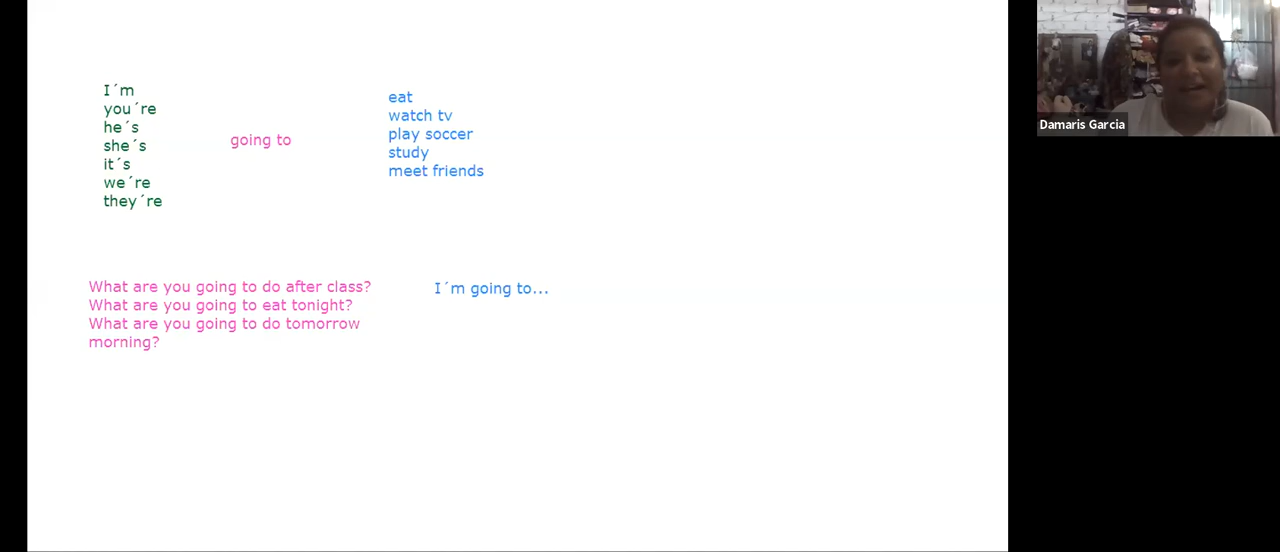 I´m
you´re
he´s
she´s
it´s
we´re
they´re
going to
eat
watch tv
play soccer
study
meet friends
What are you going to do after class?
What are you going to eat tonight?
What are you going to do tomorrow
morning?
I´m going to...
Damaris Garcia